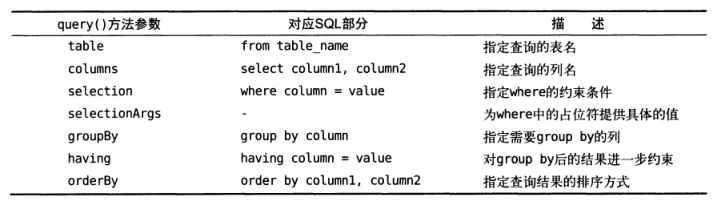 query()方法参数 对应SQL部分 描 述
table from table_name 指定查询的表名
columns select column1, column2 指定查询的列名
selection where column = value 指定where的约束条件
selectionArgs - 为where中的占位符提供具体的值
groupBy group by column 指定需要group by的列
having having column = value 对group by后的结果进一步约束
orderBy order by column1, column2 指定查询结果的排序方式